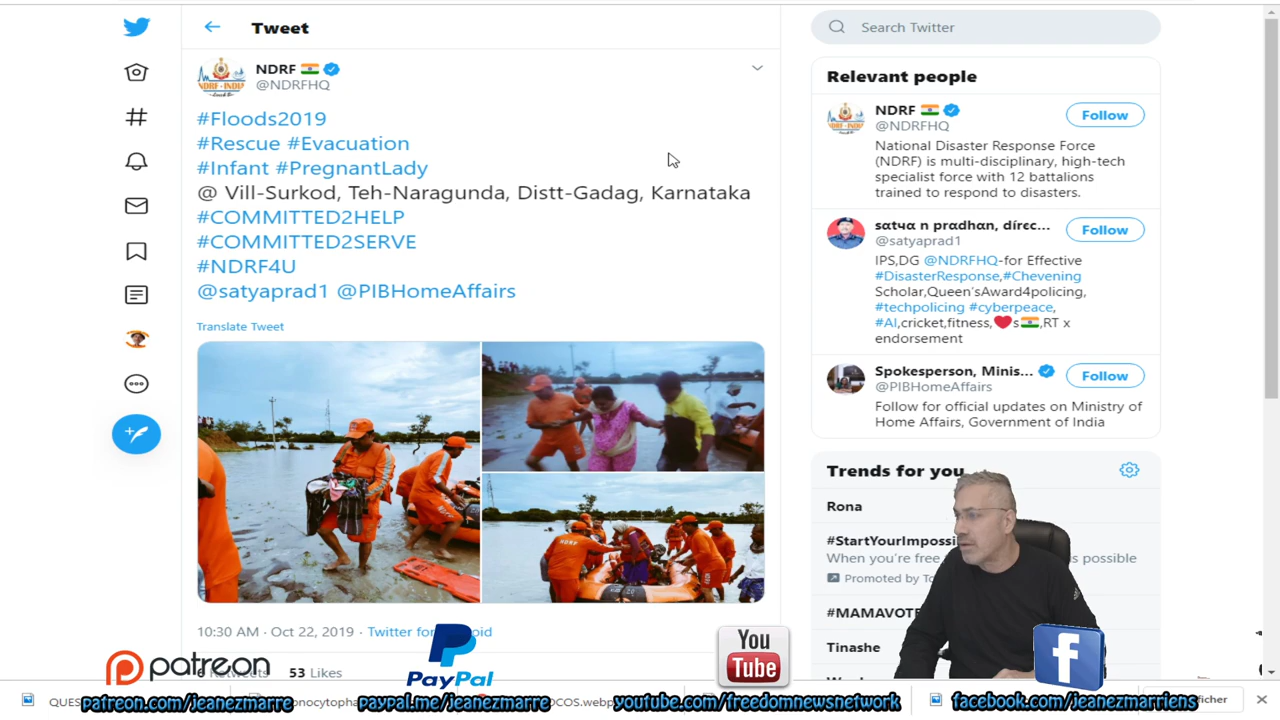 Tweet
Search Twitter
NDRF
@NDRFHQ
#Floods2019
#Rescue #Evacuation
#Infant #PregnantLady
@ Vill-Surkod, Teh-Naragunda, Distt-Gadag, Karnataka
#COMMITTED2HELP
#COMMITTED2SERVE
#NDRF4U
@satyaprad1 @PIBHomeAffairs
Translate Tweet
10:30 AM · Oct 22, 2019 · Twitter for
Retweets 53 Likes
Relevant people
NDRF
@NDRFHQ
Follow
National Disaster Response Force
(NDRF) is multi-disciplinary, high-tech
specialist force with 12 battalions
trained to respond to disasters.
sαtчα n prαdhαn, dírєc...
@satyaprad1
Follow
IPS,DG @NDRFHQ-for Effective
#DisasterResponse,#Chevening
Scholar,Queen'sAward4policing,
#techpolicing #cyberpeace,
#AI,cricket,fitness,❤s🇮🇳,RT x
endorsement
Spokesperson, Minis...
@PIBHomeAffairs
Follow
Follow for official updates on Ministry of
Home Affairs, Government of India
Trends for you
Rona
#StartYourImpossi
When you're free, is possible
Promoted by
#MAMAVOTE
Tinashe
patreon
PayPal
You
Tube
f
patreon.com/jeanezmarre
paypal.me/jeanezmarre
youtube.com/freedomnewsnetwork
facebook.com/jeanezmarriens